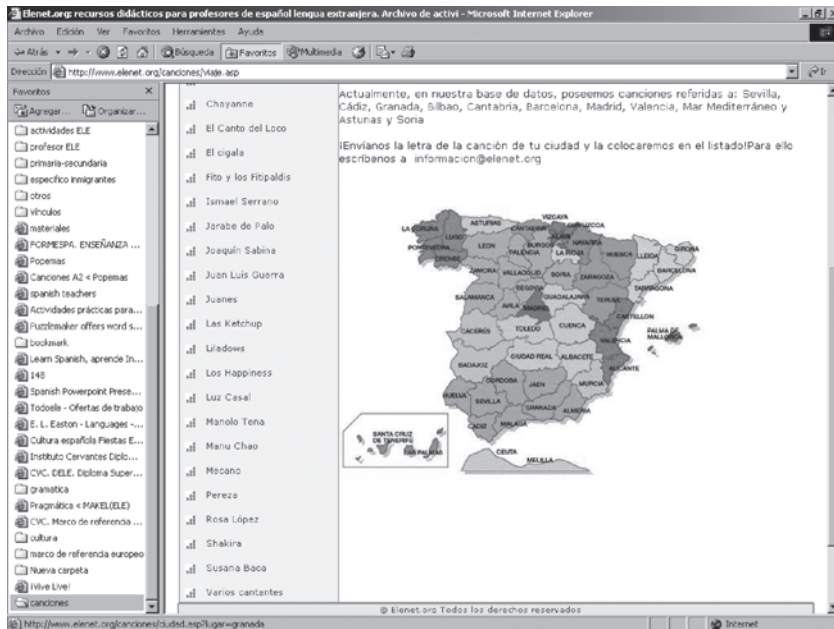 Elenet.org: recursos didácticos para profesores de español lengua extranjera. Archivo de activi - Microsoft Internet Explorer
Archivo Edición Ver Favoritos Herramientas Ayuda
Atrás Búsqueda Favoritos Multimedia
Dirección http://www.elenet.org/canciones/viaje.asp Ir
Favoritos
Agregar... Organizar...
actividades ELE
profesor ELE
primaria-secundaria
especifico inmigrantes
otros
Vinculos
materiales
FORMESPA. ENSEÑANZA ...
Popemas
Canciones A2 < Popemas
spanish teachers
Actividades prácticas para...
Puzzlemaker offers word s...
bookmark
Learn Spanish, aprende In...
148
Spanish Powerpoint Prese...
Todoele - Ofertas de trabajo
E. L. Easton - Languages -...
Cultura española Fiestas E...
Instituto Cervantes Diplo...
CVC. DELE. Diploma Super...
gramatica
Pragmática < MAKEL(ELE)
CVC. Marco de referencia ...
cultura
marco de referencia europeo
Nueva carpeta
¡Vive Live!
canciones
Chayanne
El Canto del Loco
El cigala
Fito y los Fitipaldis
Ismael Serrano
Jarabe de Palo
Joaquín Sabina
Juan Luis Guerra
Juanes
Las Ketchup
Liladows
Los Happiness
Luz Casal
Manolo Tena
Manu Chao
Mecano
Pereza
Rosa López
Shakira
Susana Baca
Varios cantantes
Actualmente, en nuestra base de datos, poseemos canciones referidas a: Sevilla,
Cádiz, Granada, Bilbao, Cantabria, Barcelona, Madrid, Valencia, Mar Mediterráneo y
Asturias y Soria
¡Envíanos la letra de la canción de tu ciudad y la colocaremos en el listado!Para ello
escríbenos a informacion@elenet.org
VIZCAYA
LA CORUÑA ASTURIAS CANTABRIA GUIPUZCOA
LUGO ALAVA NAVARRA GIRONA
PONTEVEDRA LEON BURGOS HUESCA LLEIDA
ORENSE PALENCIA LA RIOJA BARCELONA
ZAMORA VALLADOLID SORIA ZARAGOZA
SEGOVIA TARRAGONA
SALAMANCA AVILA GUADALAJARA TERUEL
MADRID CASTELLON
CACERES TOLEDO CUENCA VALENCIA PALMA DE
MALLORCA
BADAJOZ CIUDAD REAL ALBACETE ALICANTE
CORDOBA JAEN MURCIA
HUELVA SEVILLA GRANADA ALMERIA
CADIZ MALAGA
SANTA CRUZ
DE TENERIFE LAS PALMAS
CEUTA MELILLA
© Elenet.org Todos los derechos reservados
http://www.elenet.org/canciones/ciudad.asp?lugar=granada Internet